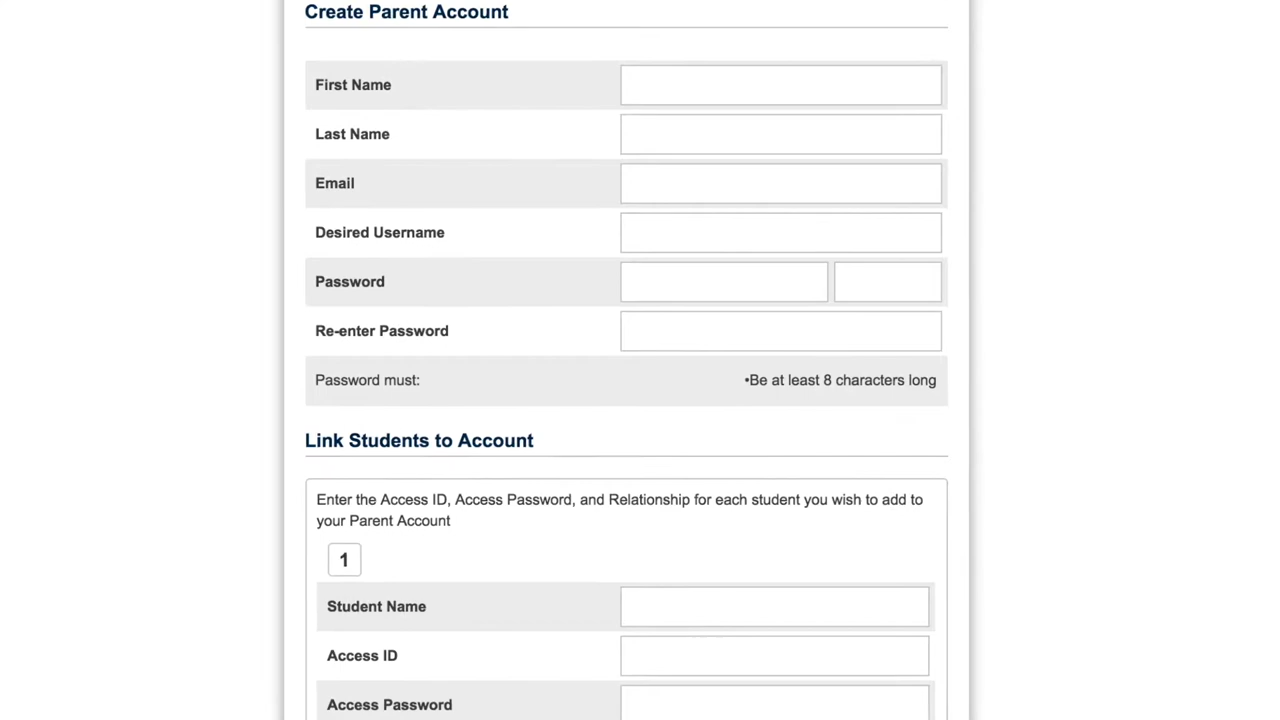 Create Parent Account
First Name
Last Name
Email
Desired Username
Password
Re-enter Password
Password must: •Be at least 8 characters long
Link Students to Account
Enter the Access ID, Access Password, and Relationship for each student you wish to add to
your Parent Account
1
Student Name
Access ID
Access Password